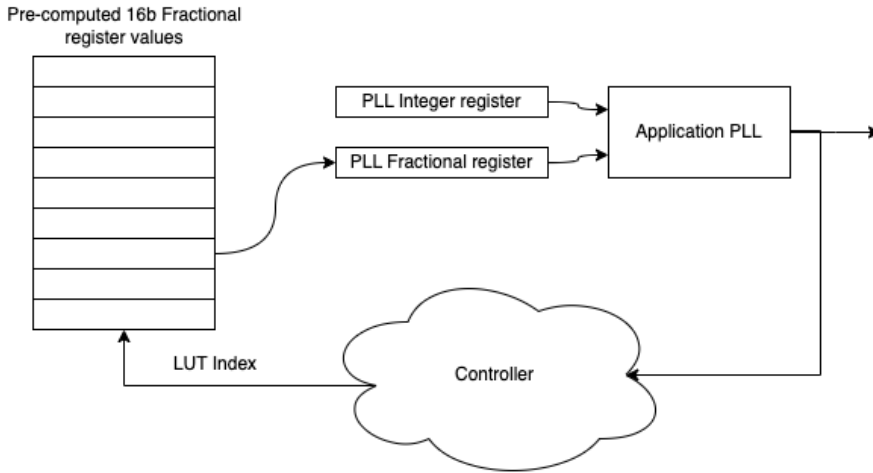 Pre-computed 16b Fractional
register values
PLL Integer register
Application PLL
PLL Fractional register
LUT Index
Controller